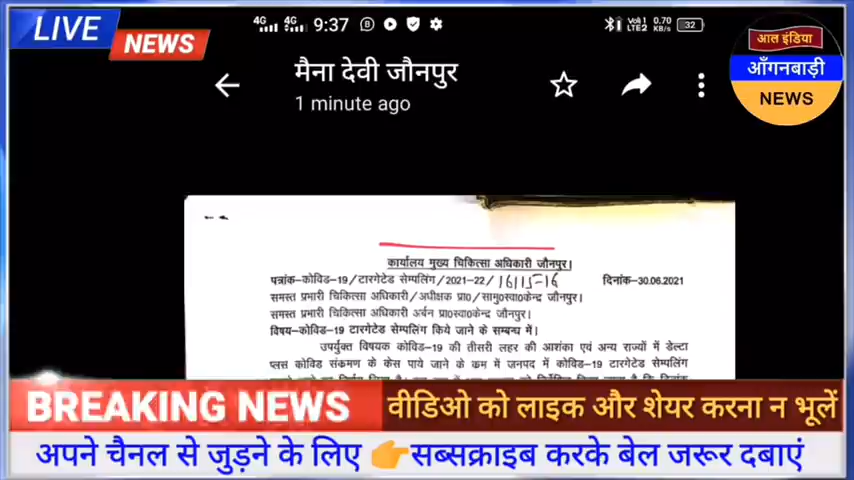 LIVE
NEWS
4G 4G 9:37
Vo1) LTE2 0.70 KB/s 32
मैना देवी जौनपुर
1 minute ago
आल इंडिया
आँगनबाड़ी
NEWS
कार्यालय मुख्य चिकित्सा अधिकारी जौनपुर।
पत्रांक-कोविड-19/टारगेटेड सेम्पलिंग/2021-22/16115-16 दिनांक-30.06.2021
समस्त प्रभारी चिकित्सा अधिकारी/अधीक्षक प्रा0/सामु0स्वा0केन्द्र जौनपुर।
समस्त प्रभारी चिकित्सा अधिकारी अर्बन प्रा0स्वा0केन्द्र जौनपुर।
विषय-कोविड-19 टारगेटेड सेम्पलिंग किये जाने के सम्बन्ध में।
उपर्युक्त विषयक कोविड-19 की तीसरी लहर की आशंका एवं अन्य राज्यों में डेल्टा
प्लस कोविड संकमण के केस पाये जाने के कम में जनपद में कोविड-19 टारगेटेड सेम्पलिंग
BREAKING NEWS
वीडिओ को लाइक और शेयर करना न भूलें
अपने चैनल से जुड़ने के लिए 👉सब्सक्राइब करके बेल जरूर दबाएं